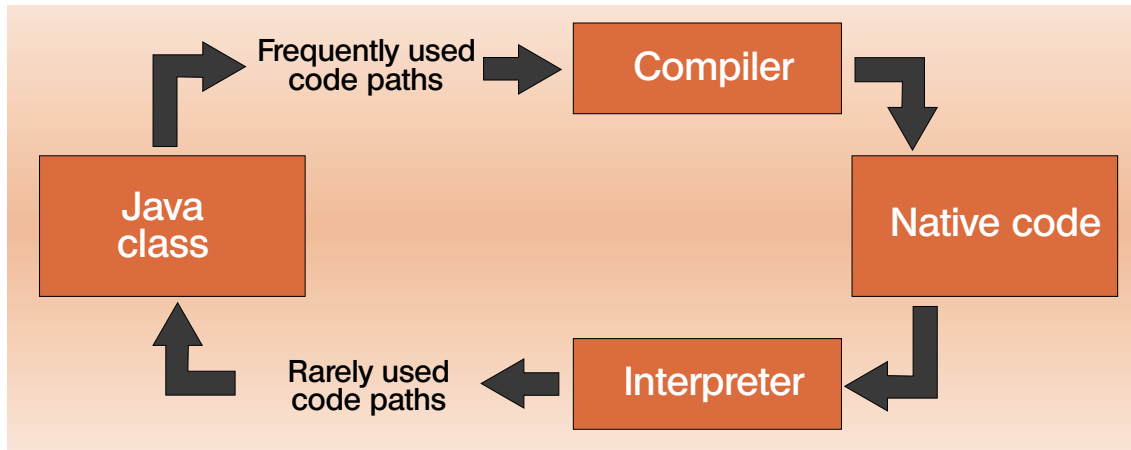 Frequently used
code paths
Compiler
Java
class
Native code
Rarely used
code paths
Interpreter